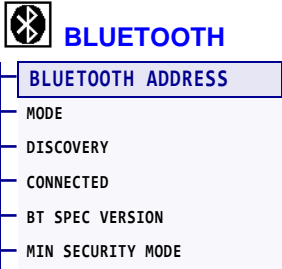 BLUETOOTH
BLUETOOTH ADDRESS
MODE
DISCOVERY
CONNECTED
BT SPEC VERSION
MIN SECURITY MODE